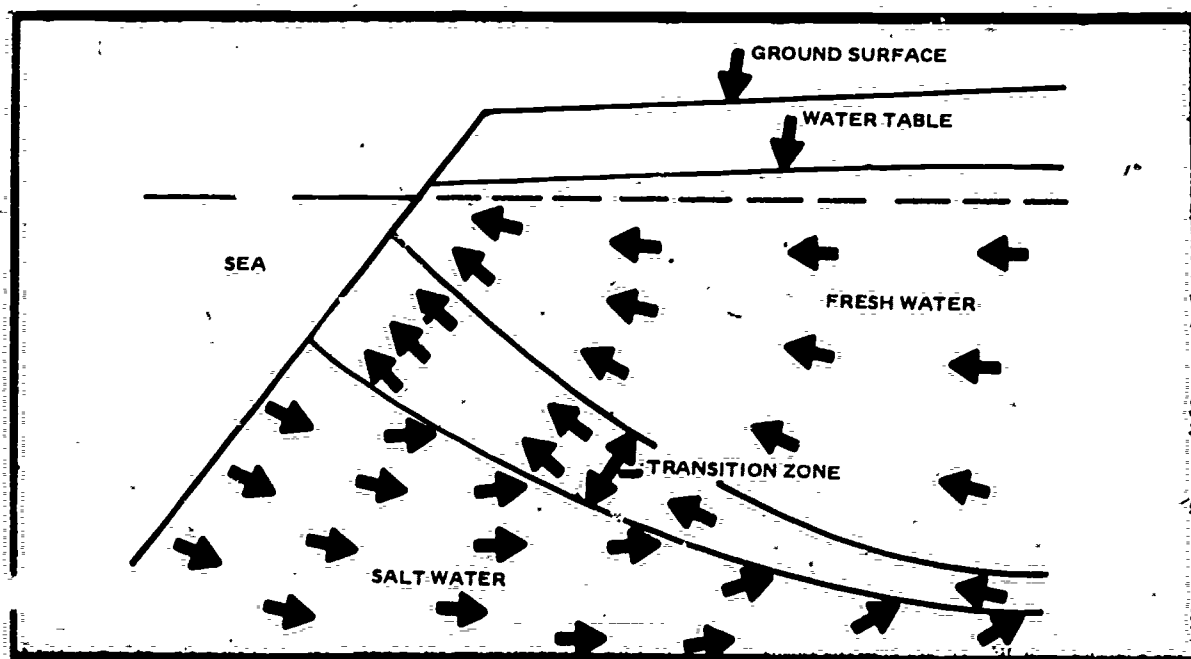 GROUND SURFACE
WATER TABLE
SEA
FRESH WATER
TRANSITION ZONE
SALT WATER